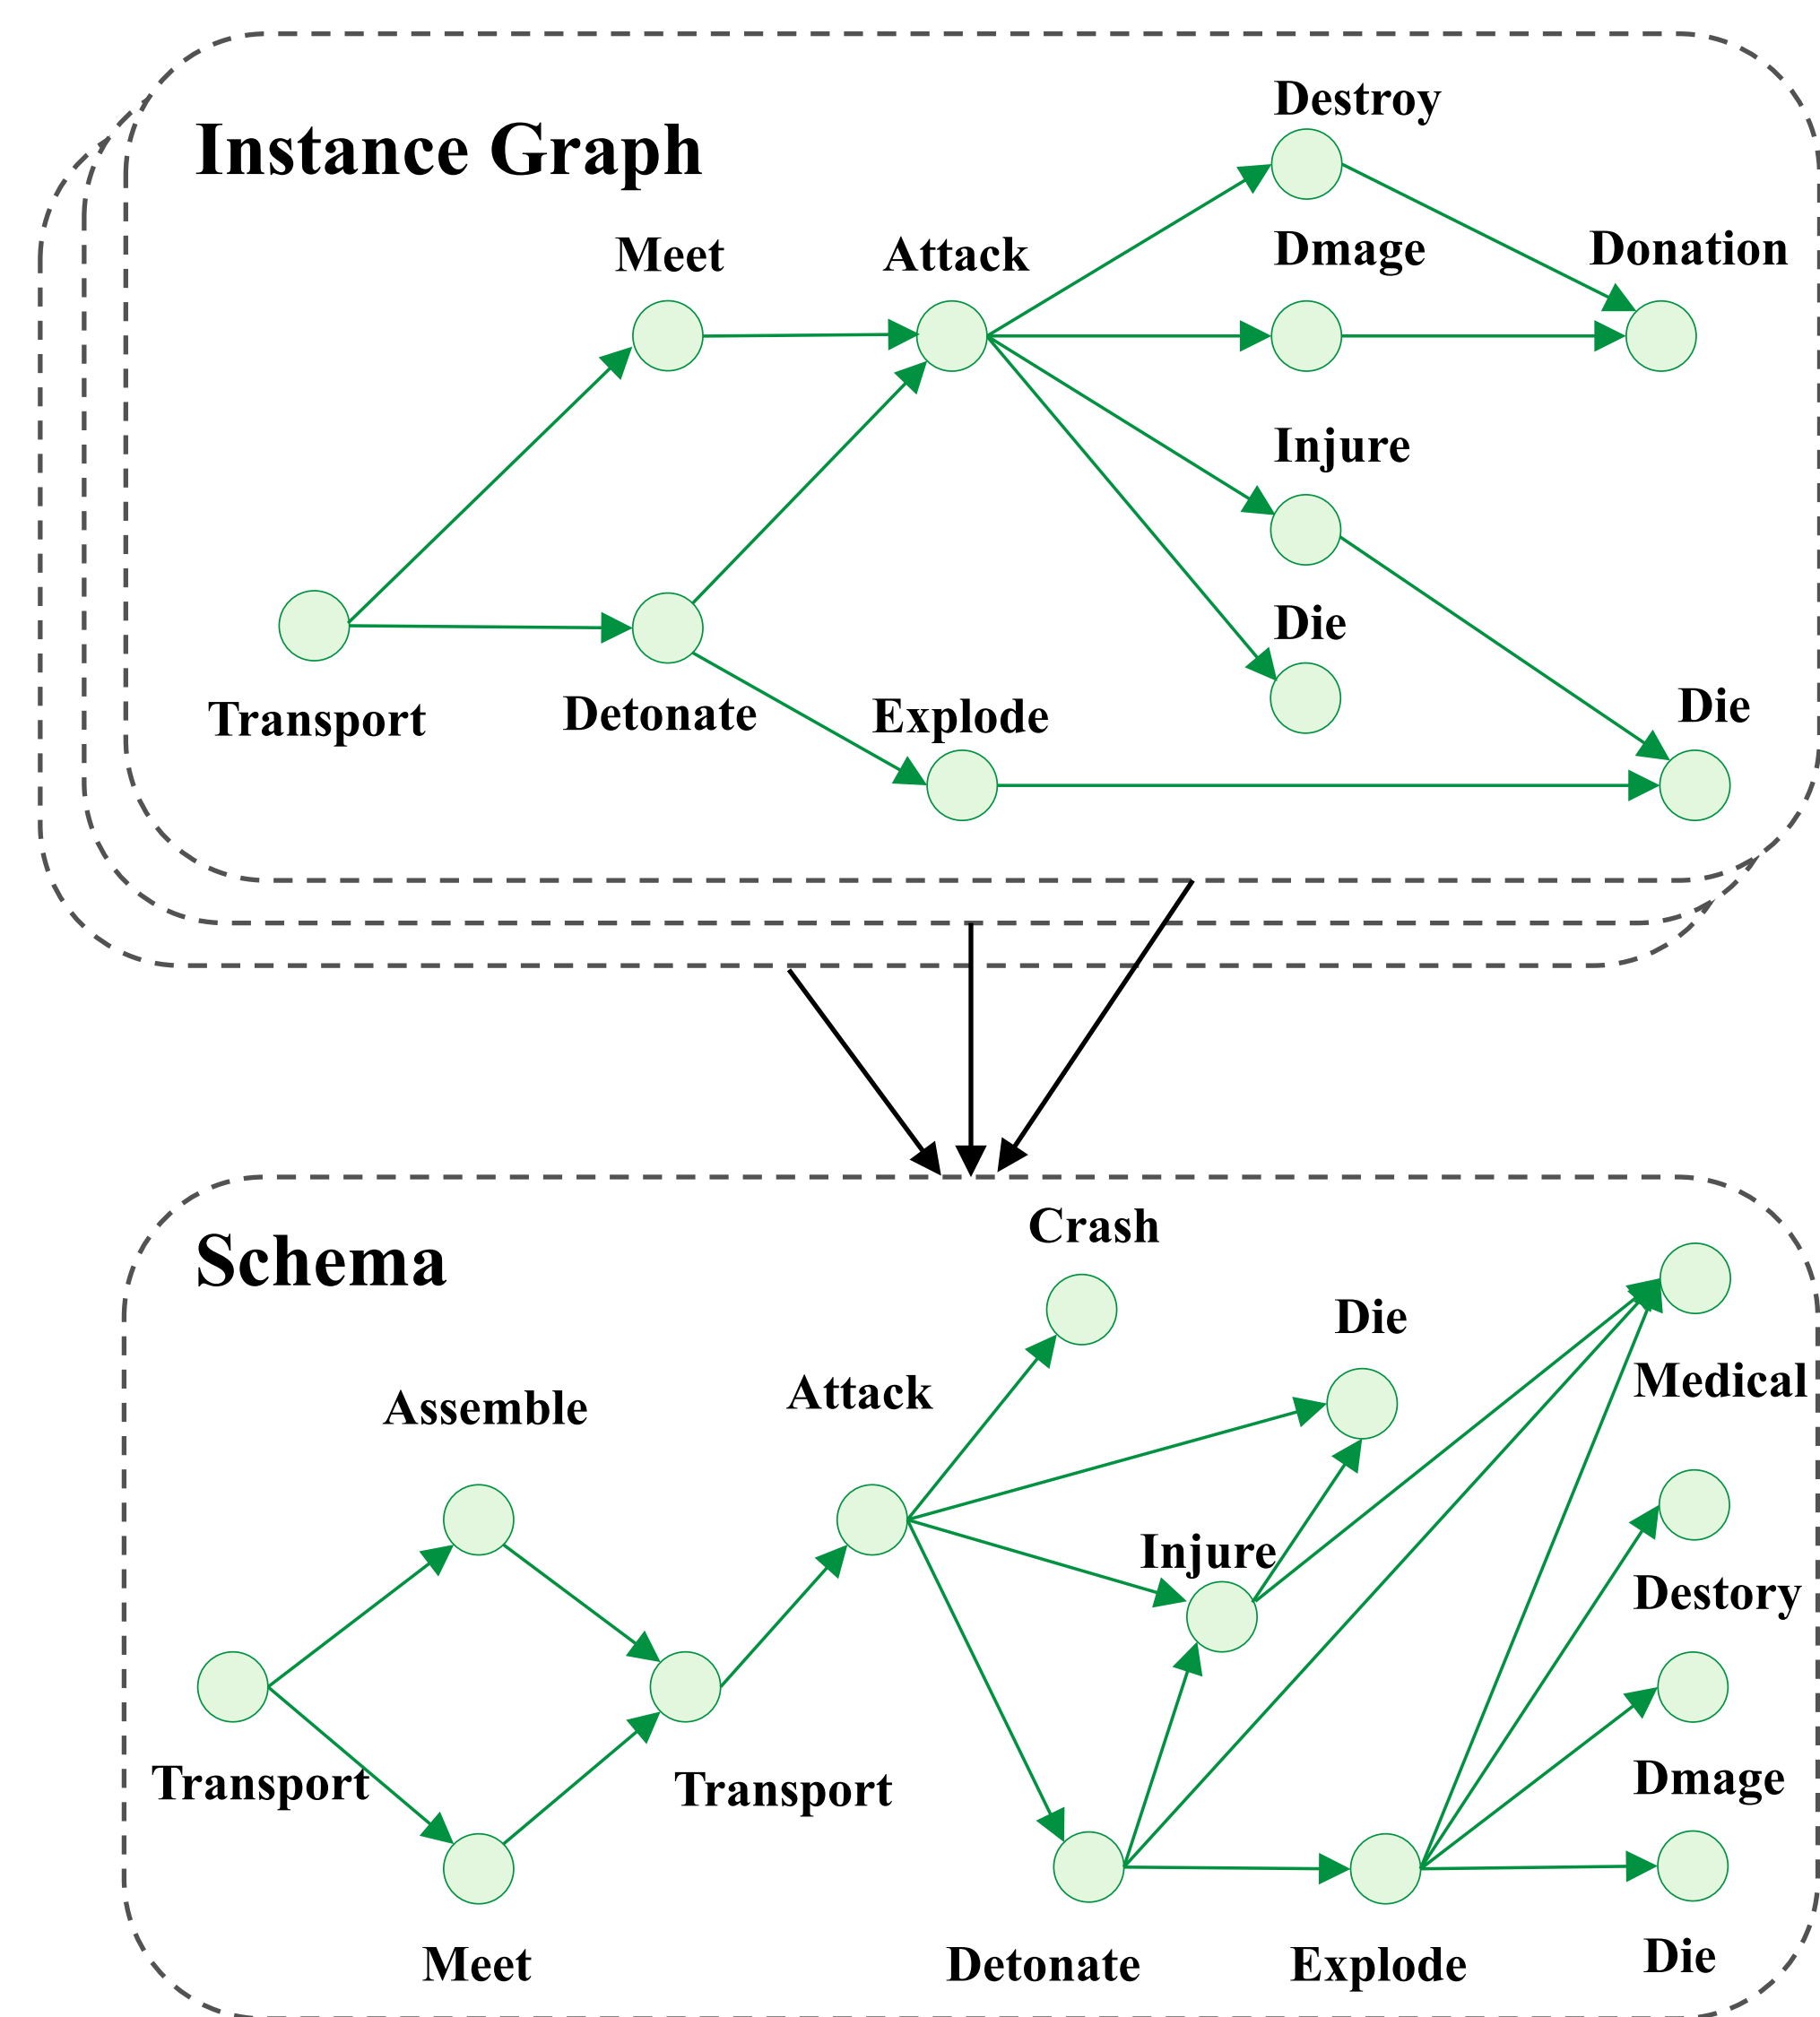 Destroy
Instance Graph
Meet
Attack
Dmage
Donation
Injure
Die
Transport
Detonate
Explode
Die
Schema
Crash
Die
Medical
Assemble
Attack
Injure
Destory
Transport
Transport
Dmage
Meet
Detonate
Explode
Die